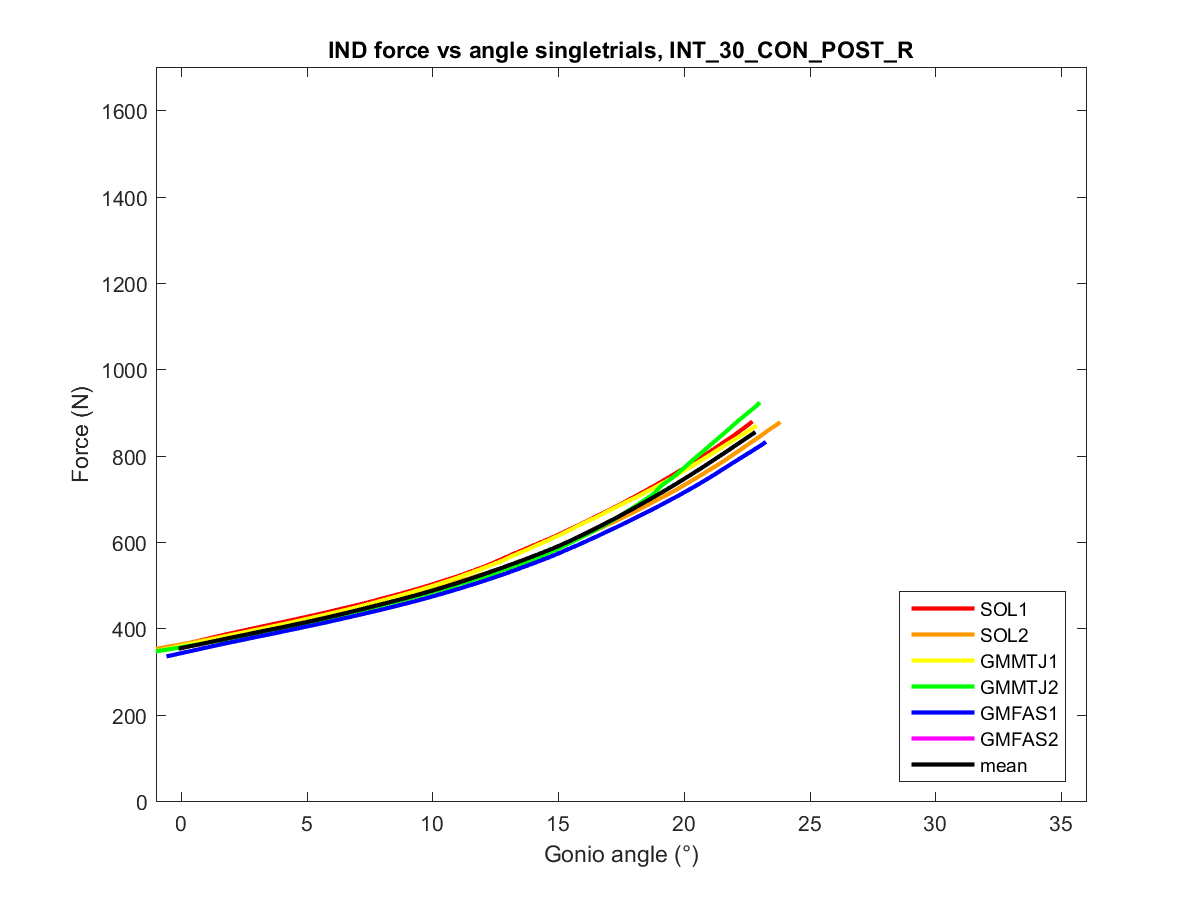 IND force vs angle singletrials, INT_30_CON_POST_R
1600
1400
1200
1000
800
600
400
200
0
Force (N)
0 5 10 15 20 25 30 35
Gonio angle (°)
SOL1
SOL2
GMMTJ1
GMMTJ2
GMFAS1
GMFAS2
mean